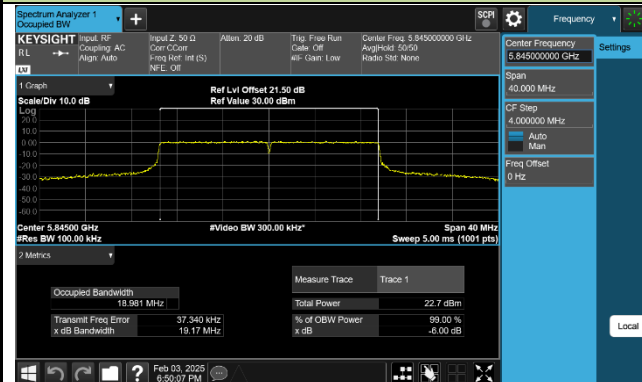 Spectrum Analyzer 1
Occupied BW
SCPI
Frequency
KEYSIGHT
Input: RF
Input Z: 50 Ω
Atten: 20 dB
Trig: Free Run
Center Freq: 5.845000000 GHz
RL
Coupling: AC
Corr CCorr
Gate: Off
Avg|Hold: 50/50
Align: Auto
Freq Ref: Int (S)
#IF Gain: Low
Radio Std: None
LXI
NFE: Off
Center Frequency
5.845000000 GHz
Settings
Span
40.000 MHz
CF Step
4.000000 MHz
Auto
Man
Freq Offset
0 Hz
Local
1 Graph
Ref Lvl Offset 21.50 dB
Scale/Div 10.0 dB
Ref Value 30.00 dBm
Log
20.0
10.0
0.00
-10.0
-20.0
-30.0
-40.0
-50.0
-60.0
Center 5.84500 GHz
#Video BW 300.00 kHz*
Span 40 MHz
#Res BW 100.00 kHz
Sweep 5.00 ms (1001 pts)
2 Metrics
Measure Trace
Trace 1
Occupied Bandwidth
18.981 MHz
Total Power
22.7 dBm
Transmit Freq Error
37.340 kHz
% of OBW Power
99.00 %
x dB Bandwidth
19.17 MHz
x dB
-6.00 dB
?
Feb 03, 2025
6:50:07 PM